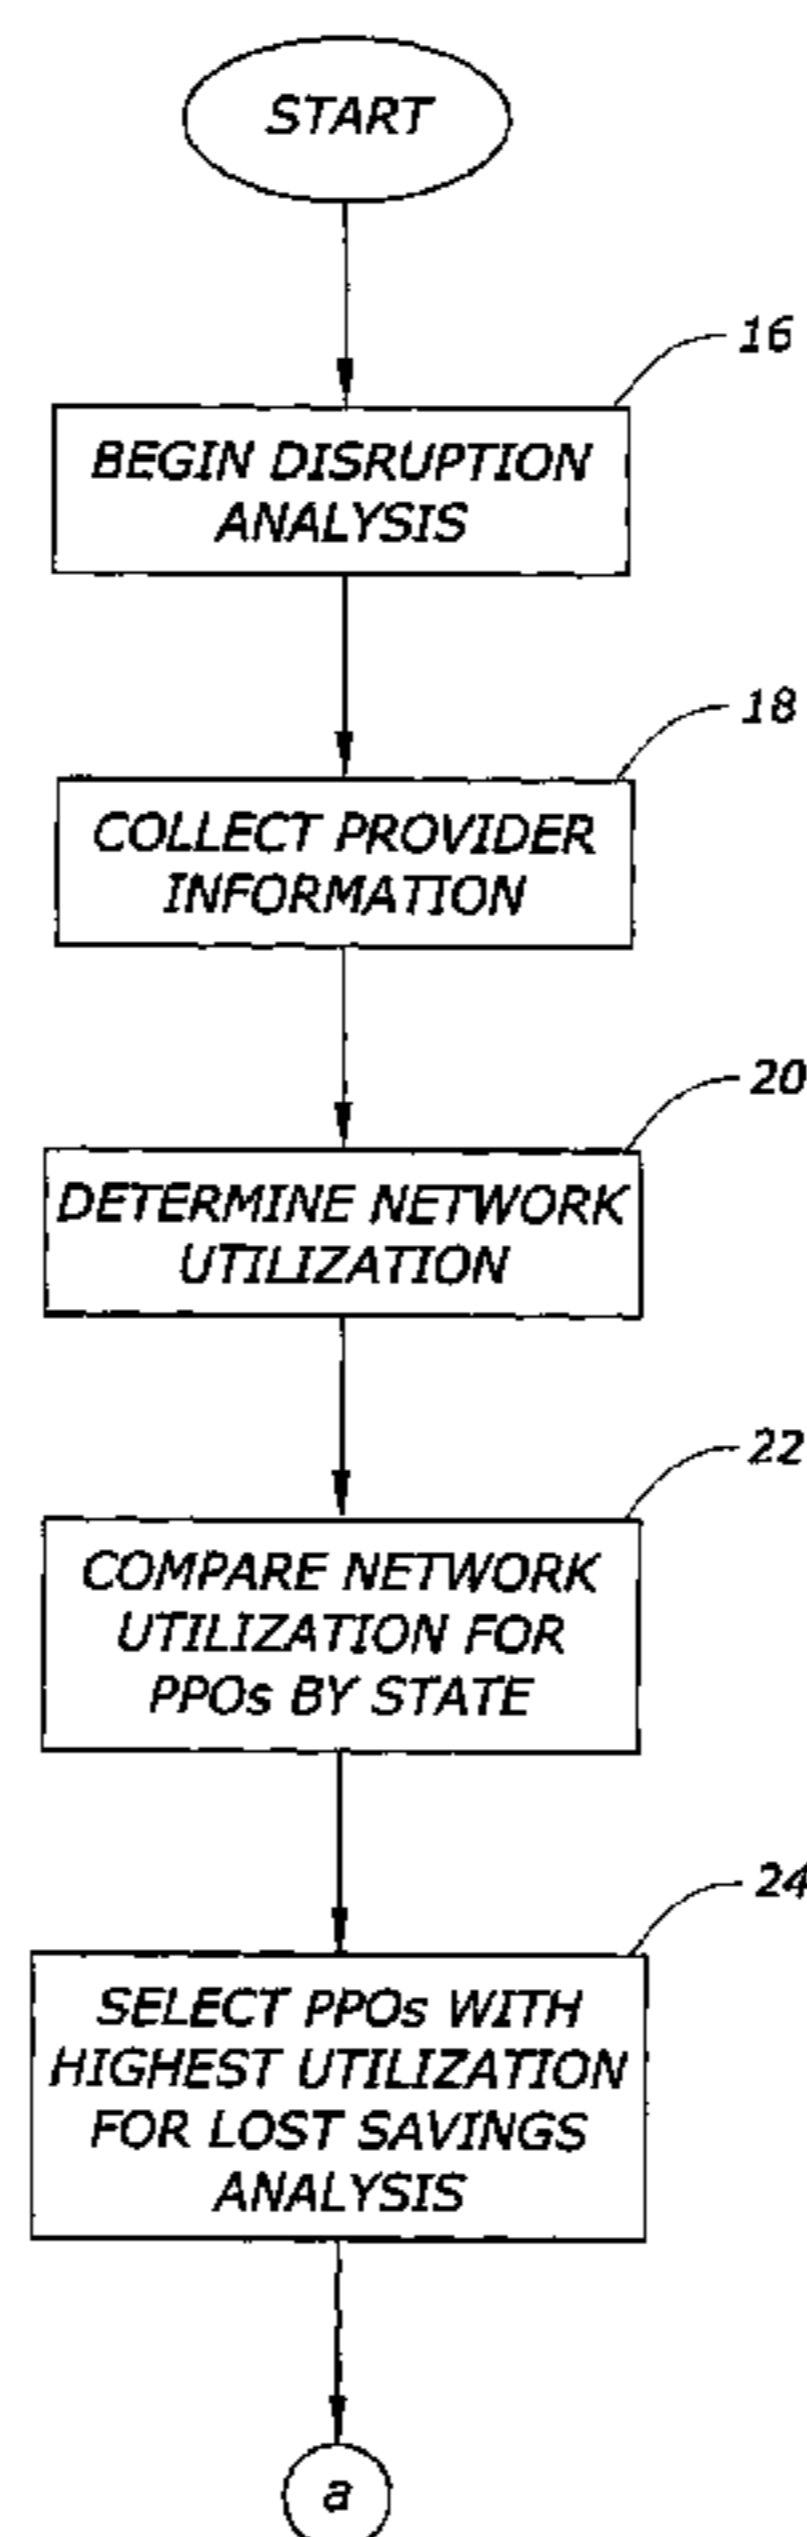 START
16
BEGIN DISRUPTION
ANALYSIS
18
COLLECT PROVIDER
INFORMATION
20
DETERMINE NETWORK
UTILIZATION
22
COMPARE NETWORK
UTILIZATION FOR
PPOs BY STATE
24
SELECT PPOs WITH
HIGHEST UTILIZATION
FOR LOST SAVINGS
ANALYSIS
a